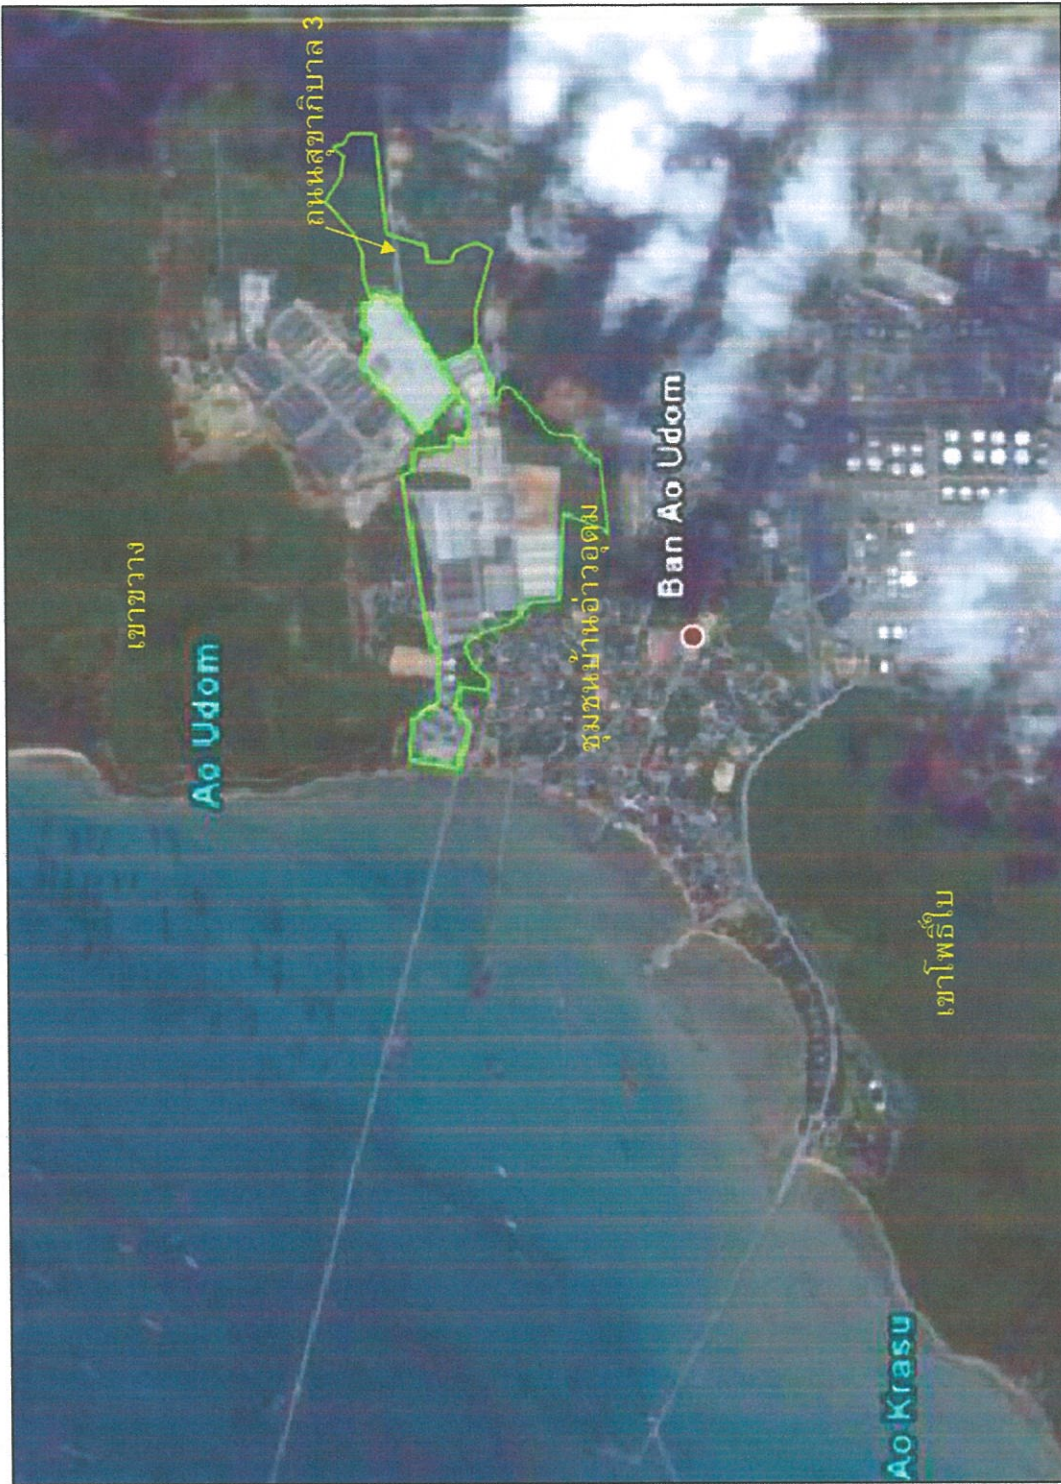 เขาขวาง
Ao Udom
ถนนสุขาภิบาล 3
ชุมชนบ้านอ่าวอุดม
Ban Ao Udom
Ao Krasu
เขาโพธิ์ใบ